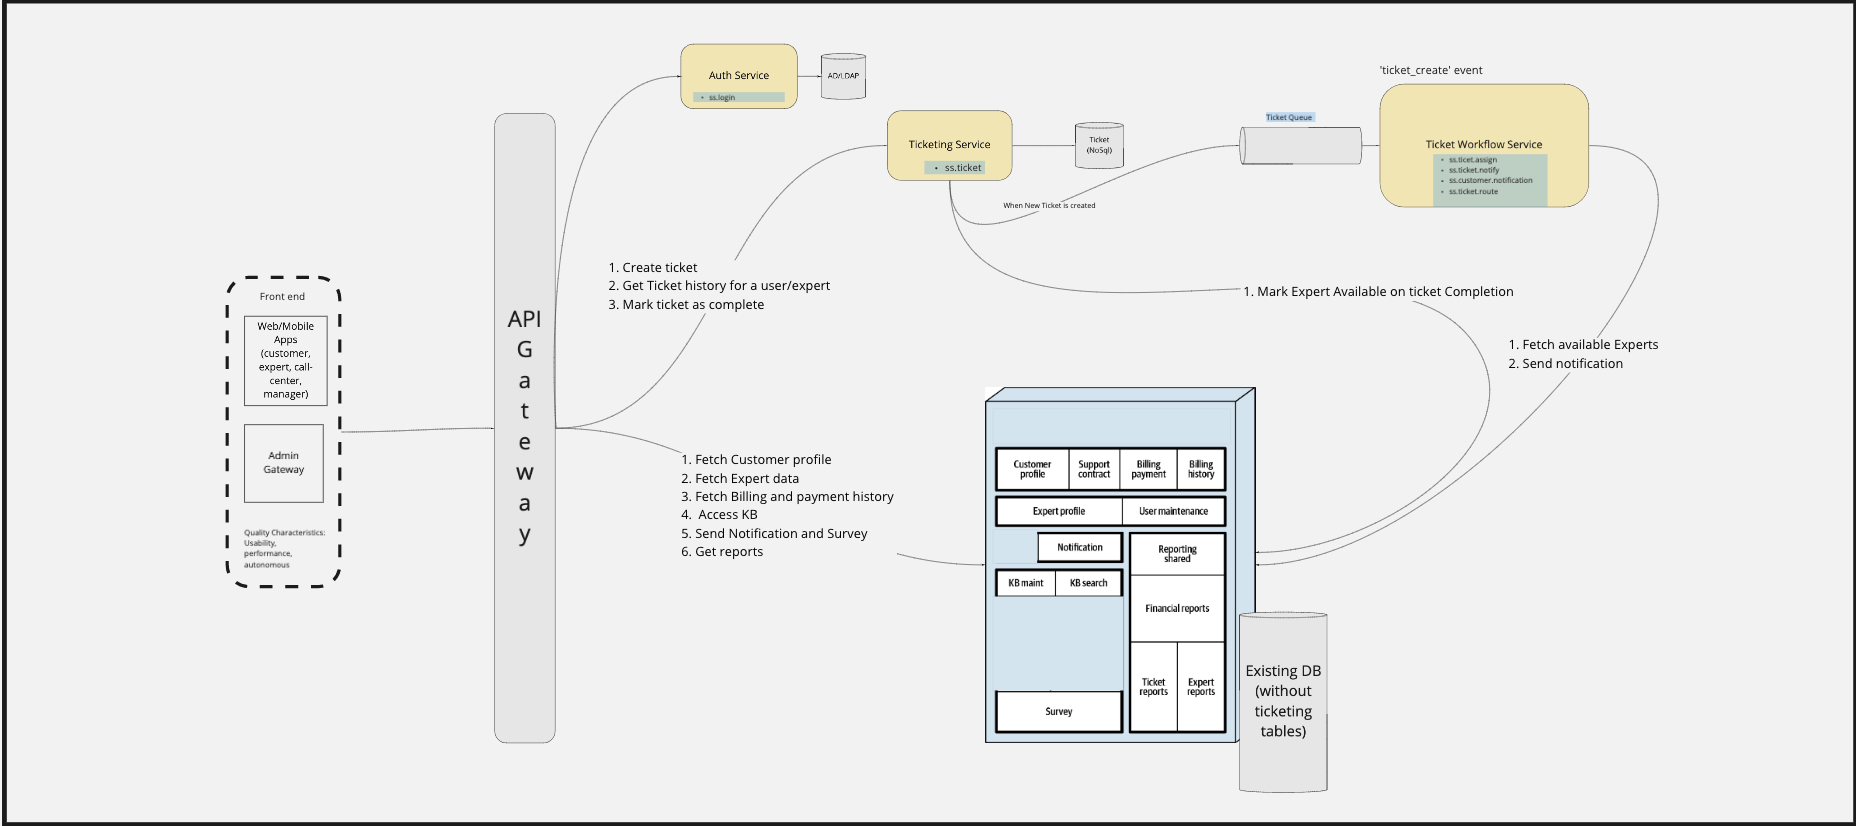 Auth Service
• ss.login
AD/LDAP
Ticketing Service
• ss.ticket
Ticket
(NoSql)
When New Ticket is created
Ticket Queue
'ticket_create' event
Ticket Workflow Service
• ss.ticet.assign
• ss.ticket.notify
• ss.customer.notification
• ss.ticket.route
Front end
Web/Mobile
Apps
(customer,
expert, call-
center,
manager)
Admin
Gateway
Quality Characteristics:
Usability,
performance,
autonomous
API
G
a
t
e
w
a
y
1. Create ticket
2. Get Ticket history for a user/expert
3. Mark ticket as complete
1. Mark Expert Available on ticket Completion
1. Fetch available Experts
2. Send notification
1. Fetch Customer profile
2. Fetch Expert data
3. Fetch Billing and payment history
4. Access KB
5. Send Notification and Survey
6. Get reports
Customer
profile
Support
contract
Billing
payment
Billing
history
Expert profile
User maintenance
Notification
Reporting
shared
KB maint
KB search
Financial reports
Ticket
reports
Expert
reports
Survey
Existing DB
(without
ticketing
tables)